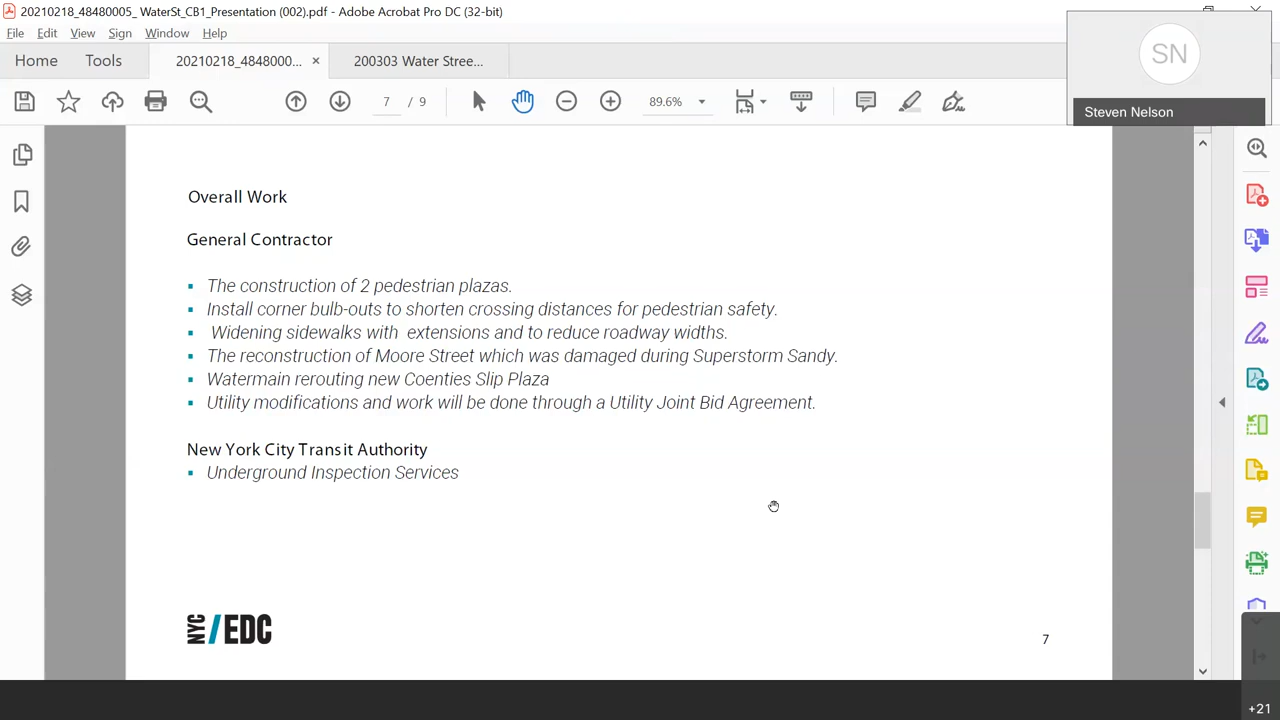 20210218_48480005_ WaterSt_CB1_Presentation (002).pdf - Adobe Acrobat Pro DC (32-bit)
File Edit View Sign Window Help
Home Tools 20210218_4848000... × 200303 Water Stree...
7 / 9 89.6%
SN
Steven Nelson
Overall Work
General Contractor
▪ The construction of 2 pedestrian plazas.
▪ Install corner bulb-outs to shorten crossing distances for pedestrian safety.
▪ Widening sidewalks with extensions and to reduce roadway widths.
▪ The reconstruction of Moore Street which was damaged during Superstorm Sandy.
▪ Watermain rerouting new Coenties Slip Plaza
▪ Utility modifications and work will be done through a Utility Joint Bid Agreement.
New York City Transit Authority
▪ Underground Inspection Services
NYC/EDC
7
+21